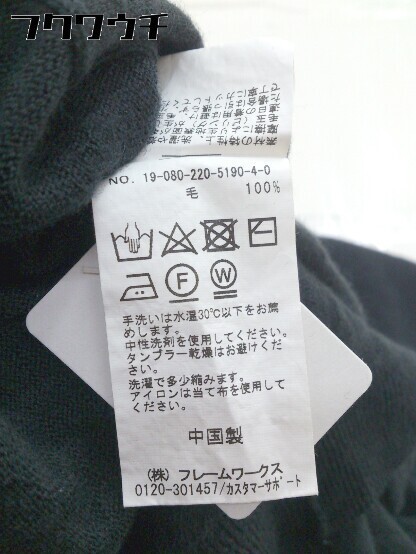 フクワウチ
NO. 19-080-220-5190-4-0
毛 100%
手洗いは水温30℃以下をお薦
めします。
中性洗剤を使用してください。
タンブラー乾燥はお避けくだ
さい。
洗濯で多少縮みます。
アイロンは当て布を使用して
ください。
中国製
(株) フレームワークス
0120-301457/カスタマーサポート